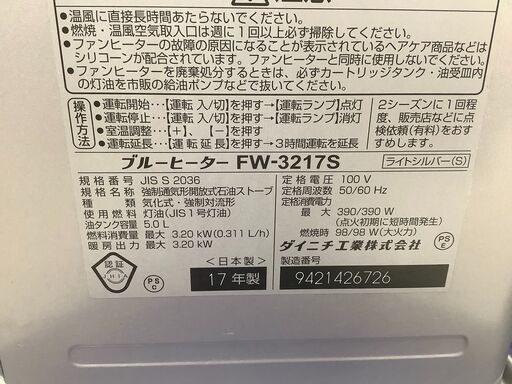 ●温風に直接長時間あたらないでください。
●燃焼・温風空気取入口は週に1回以上必ず掃除してください。
●ファンヒーターの故障の原因になることが表示されているヘアケア商品などは
シリコーンが配合されています。ファンヒーターと同時に使用しないでください。
●ファンヒーターを廃棄処分するときは、必ずカートリッジタンク・油受皿内
の灯油を市販の給油ポンプなどで抜いてください。
操作方法
●運転開始…【運転 入/切】を押す→【運転ランプ】点灯
●運転停止…【運転 入/切】を押す→【運転ランプ】消灯
●室温調整…【+】、【-】を押す
●運転延長…【運転延長】を押す→3時間運転を延長
2シーズンに1回程
度、販売店などに点
検依頼(有料)をおす
すめします。
ブルーヒーター FW-3217S
ライトシルバー(S)
規格番号 JIS S 2036
規格名称 強制通気形開放式石油ストーブ
種類 気化式・強制対流形
使用燃料 灯油(JIS1号灯油)
油タンク容量 5.0L
燃料消費量 最大 3.20kW(0.311L/h)
暖房出力 最大 3.20kW
定格電圧 100V
定格周波数 50/60Hz
定格消費電力
最大 390/390W
(点火初期に短時間発生)
燃焼時 98/98W(大火力)
ダイニチ工業株式会社
PSE
認証
JHIA
PSC
<日本製>
17年製
製造番号
9421426726